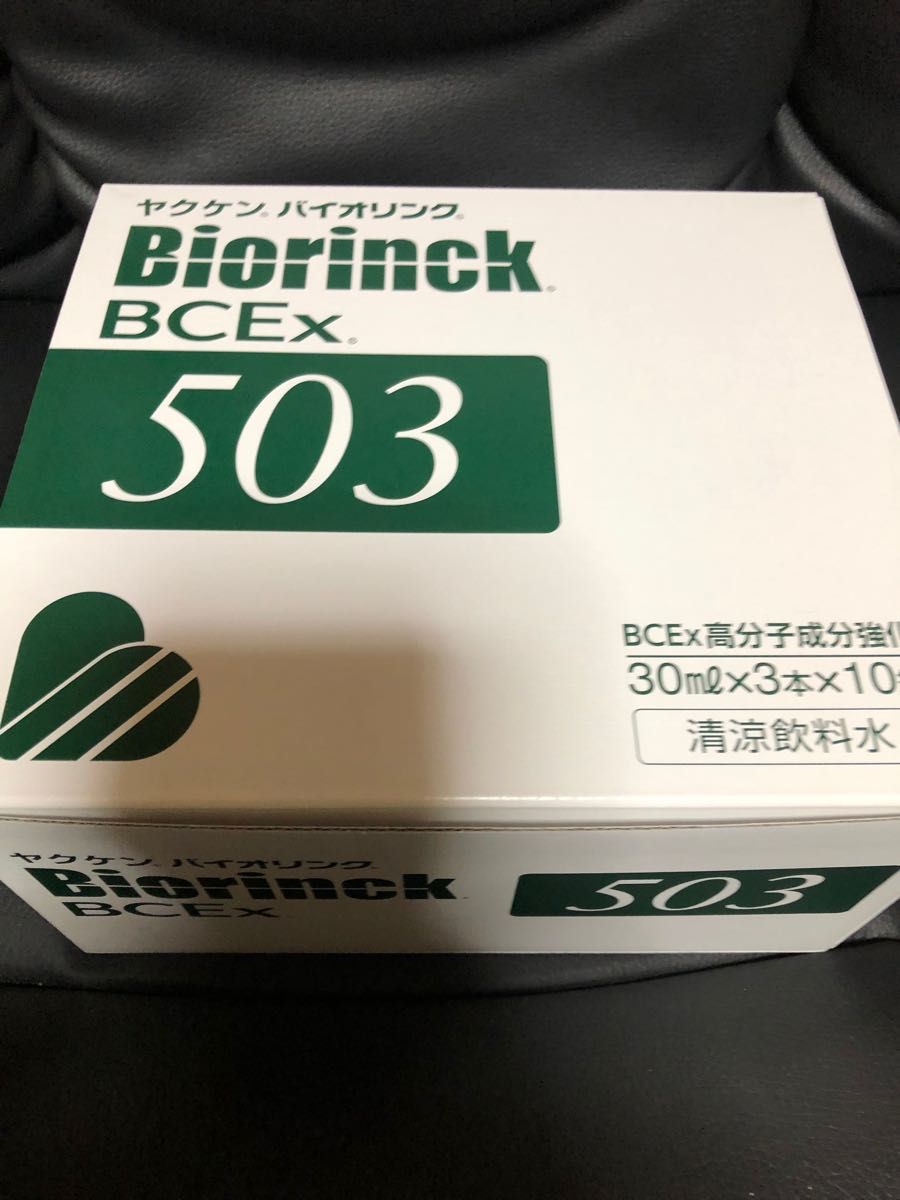 ヤクケン® バイオリンク®
Biorinck®
BCEx®
503
BCEx高分子成分強
30ml×3本×10
清涼飲料水
ヤクケン® バイオリンク®
Biorinck®
BCEx
503